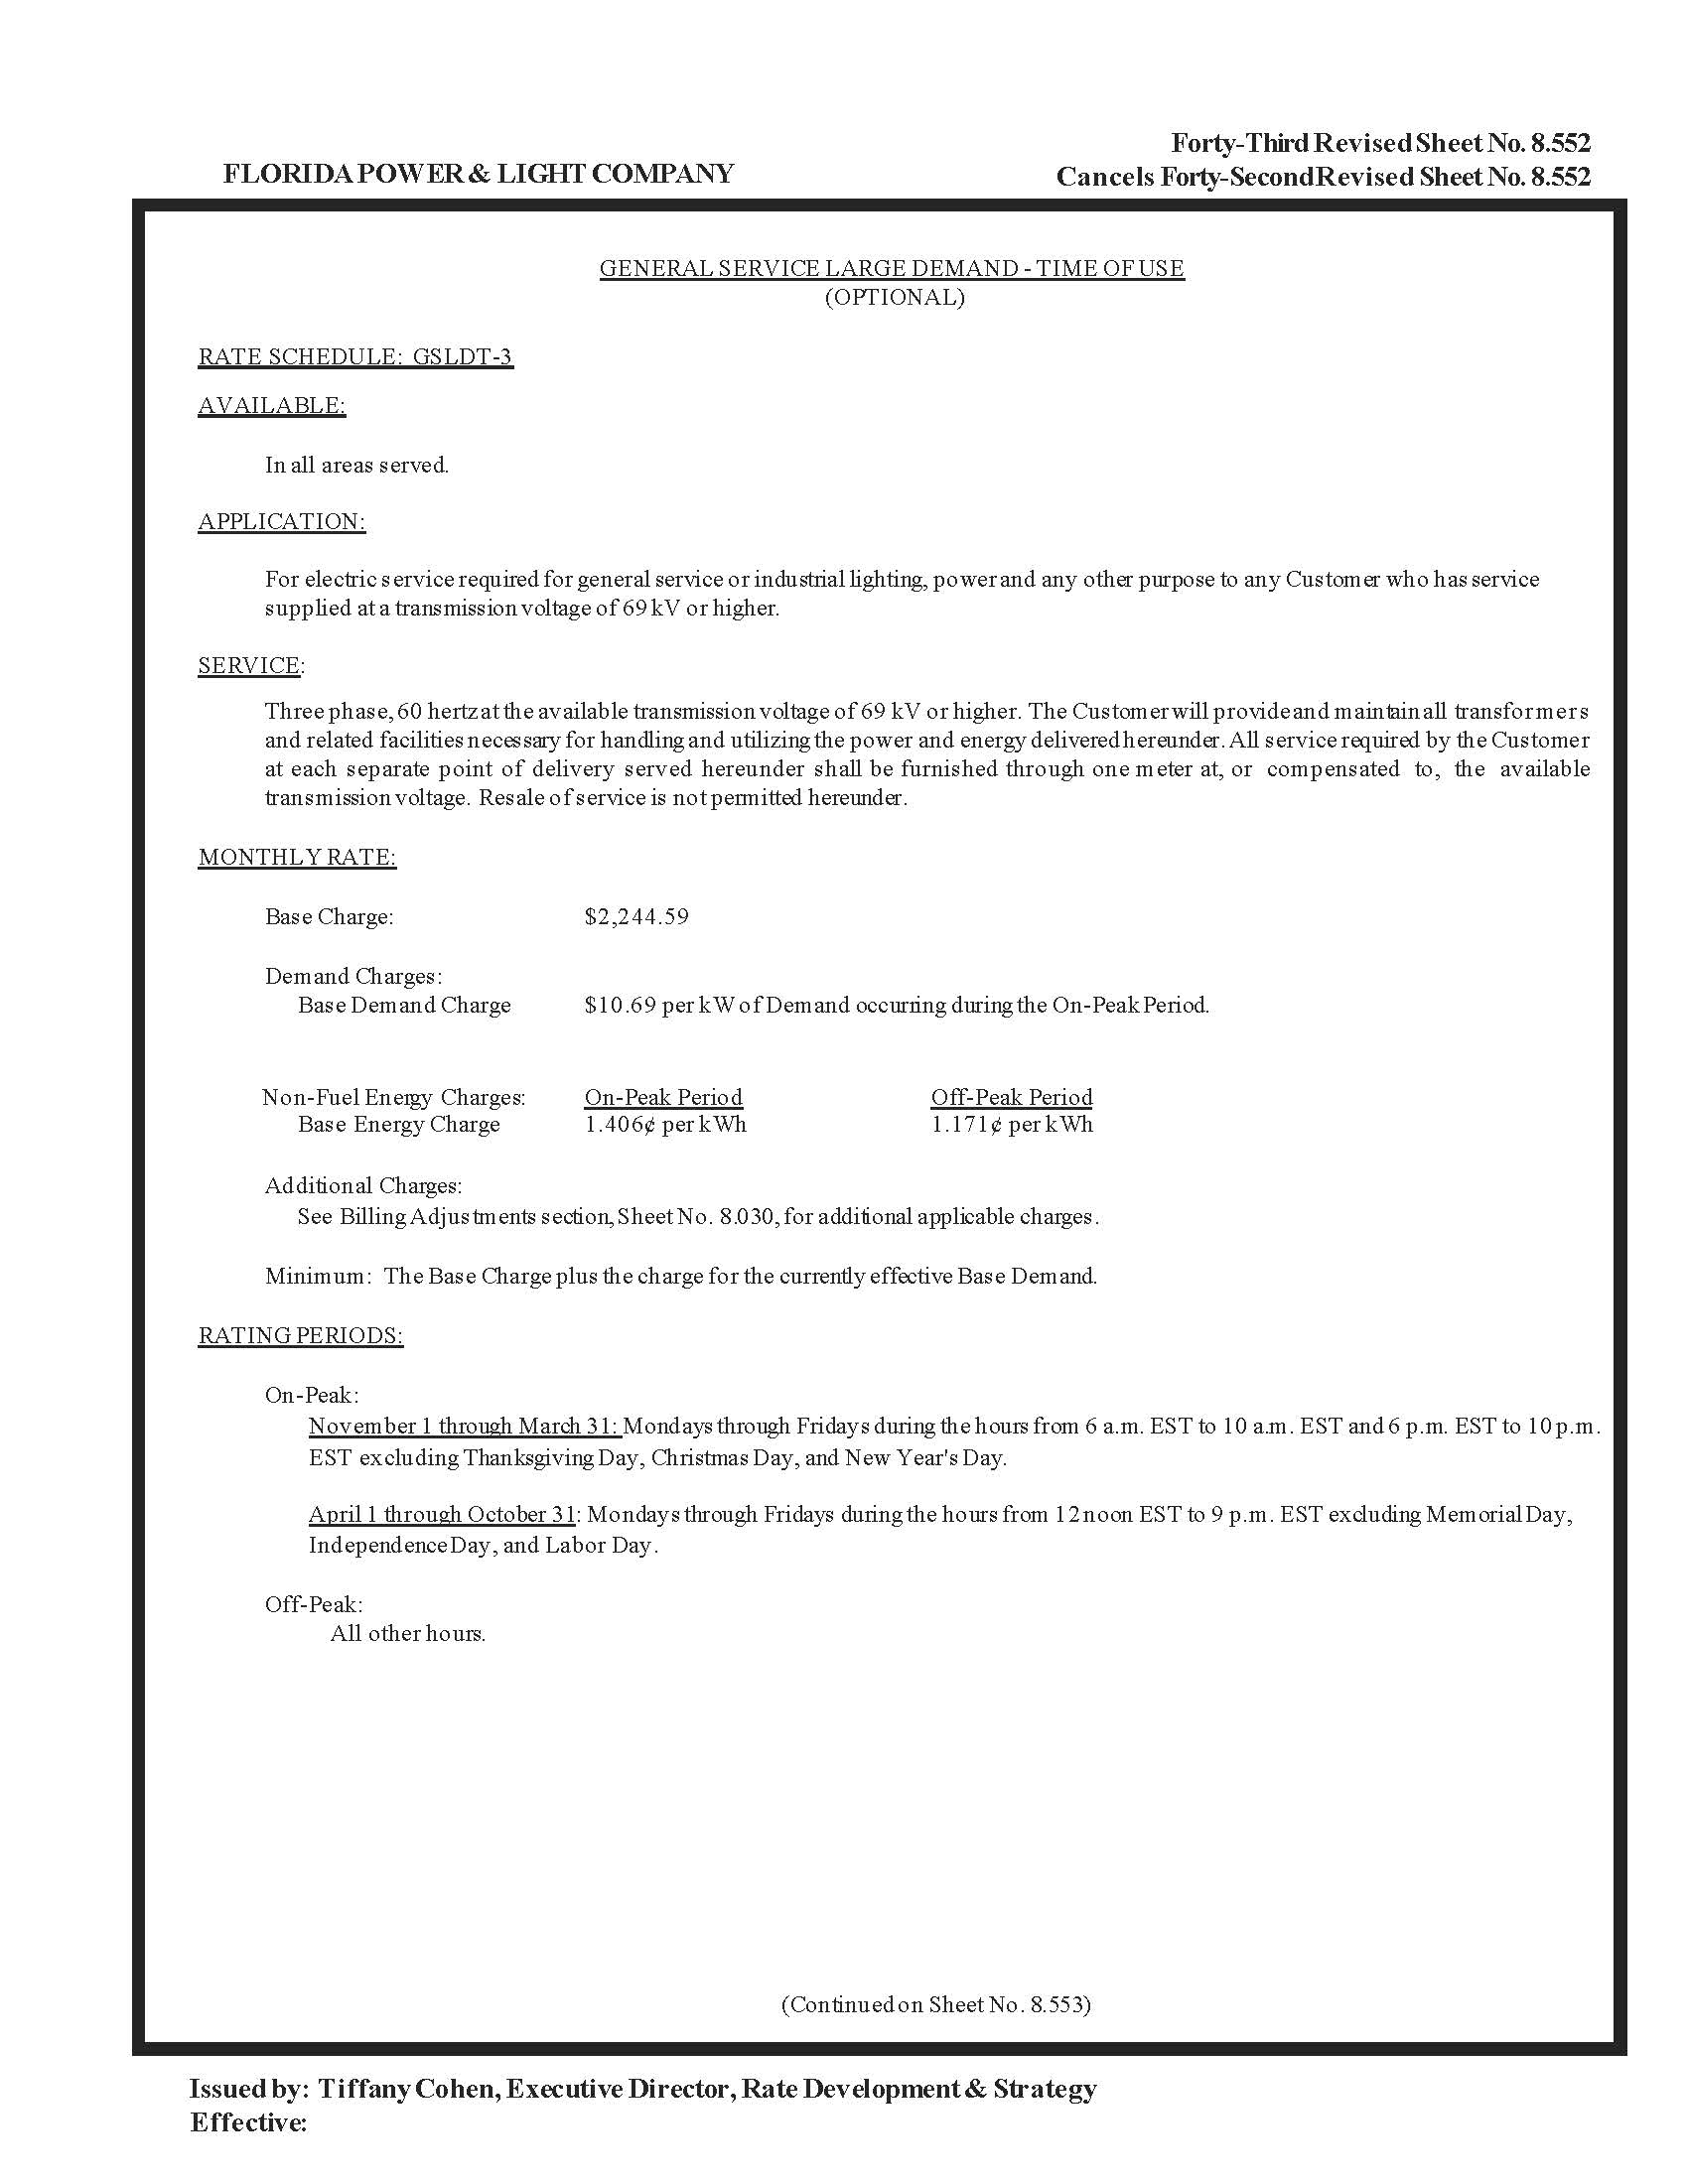 Forty-Third Revised Sheet No. 8.552
FLORIDA POWER & LIGHT COMPANY
Cancels Forty-Second Revised Sheet No. 8.552
GENERAL SERVICE LARGE DEMAND - TIME OF USE
(OPTIONAL)
RATE SCHEDULE: GSLDT-3
AVAILABLE:
In all areas served.
APPLICATION:
For electric service required for general service or industrial lighting, power and any other purpose to any Customer who has service
supplied at a transmission voltage of 69 kV or higher.
SERVICE:
Three phase, 60 hertz at the available transmission voltage of 69 kV or higher. The Customer will provide and maintain all transformers
and related facilities necessary for handling and utilizing the power and energy delivered hereunder. All service required by the Customer
at each separate point of delivery served hereunder shall be furnished through one meter at, or compensated to, the available
transmission voltage. Resale of service is not permitted hereunder.
MONTHLY RATE:
Base Charge: $2,244.59
Demand Charges:
Base Demand Charge $10.69 per kW of Demand occurring during the On-Peak Period.
Non-Fuel Energy Charges: On-Peak Period Off-Peak Period
Base Energy Charge 1.406¢ per kWh 1.171¢ per kWh
Additional Charges:
See Billing Adjustments section, Sheet No. 8.030, for additional applicable charges.
Minimum: The Base Charge plus the charge for the currently effective Base Demand.
RATING PERIODS:
On-Peak:
November 1 through March 31: Mondays through Fridays during the hours from 6 a.m. EST to 10 a.m. EST and 6 p.m. EST to 10 p.m.
EST excluding Thanksgiving Day, Christmas Day, and New Year's Day.
April 1 through October 31: Mondays through Fridays during the hours from 12 noon EST to 9 p.m. EST excluding Memorial Day,
Independence Day, and Labor Day.
Off-Peak:
All other hours.
(Continued on Sheet No. 8.553)
Issued by: Tiffany Cohen, Executive Director, Rate Development & Strategy
Effective: